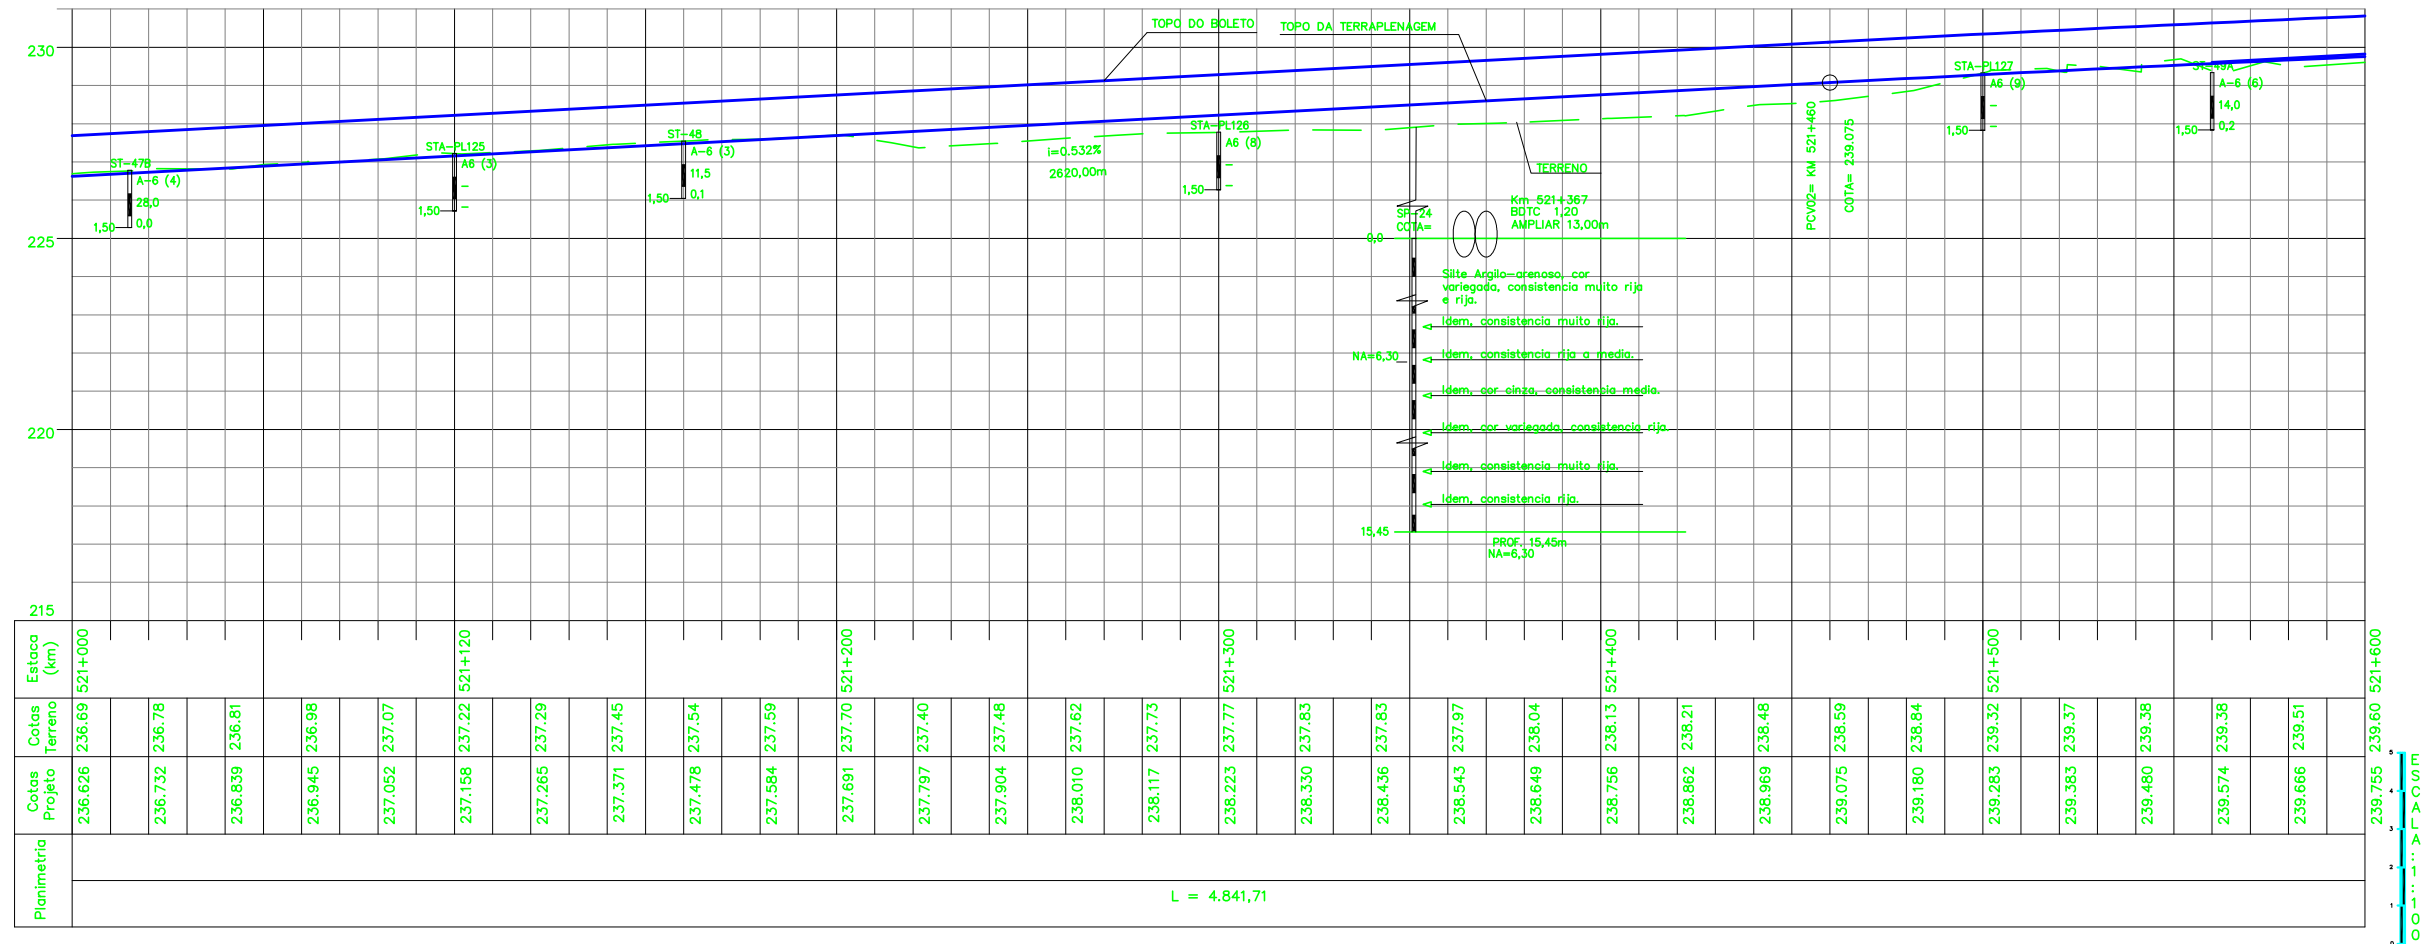 TOPO DO BOLETO
TOPO DA TERRAPLENAGEM
230
225
220
215
ST-47B
A-6 (4)
28,0
0,0
1,50
STA-PL125
A6 (3)
-
-
1,50
ST-48
A-6 (3)
11,5
0,1
1,50
i=0.532%
2620,00m
STA-PL126
A6 (8)
-
-
1,50
TERRENO
Km 521+367
BDTC 1,20
AMPLIAR 13,00m
SP-24
COTA=
0,0
Silte Argilo-arenoso, cor
variegada, consistencia muito rija
e rija.
Idem, consistencia muito rija.
NA=6,30
Idem, consistencia rija a media.
Idem, cor cinza, consistencia media.
Idem, cor variegada, consistencia rija.
Idem, consistencia muito rija.
Idem, consistencia rija.
15,45
PROF. 15,45m
NA=6,30
PCV02= KM 521+460
COTA= 239.075
STA-PL127
A6 (9)
-
-
1,50
ST-49A
A-6 (6)
14,0
0,2
1,50
Estaca
(km)
521+000
521+120
521+200
521+300
521+400
521+500
521+600
Cotas
Terreno
236.69
236.78
236.81
236.98
237.07
237.22
237.29
237.45
237.54
237.59
237.70
237.40
237.48
237.62
237.73
237.77
237.83
237.83
237.97
238.04
238.13
238.21
238.48
238.59
238.84
239.32
239.37
239.38
239.38
239.51
239.60
Cotas
Projeto
236.626
236.732
236.839
236.945
237.052
237.158
237.265
237.371
237.478
237.584
237.691
237.797
237.904
238.010
238.117
238.223
238.330
238.436
238.543
238.649
238.756
238.862
238.969
239.075
239.180
239.283
239.383
239.480
239.574
239.666
239.755
Planimetria
L = 4.841,71
5
4
3
2
1
0
ESCALA:1:10